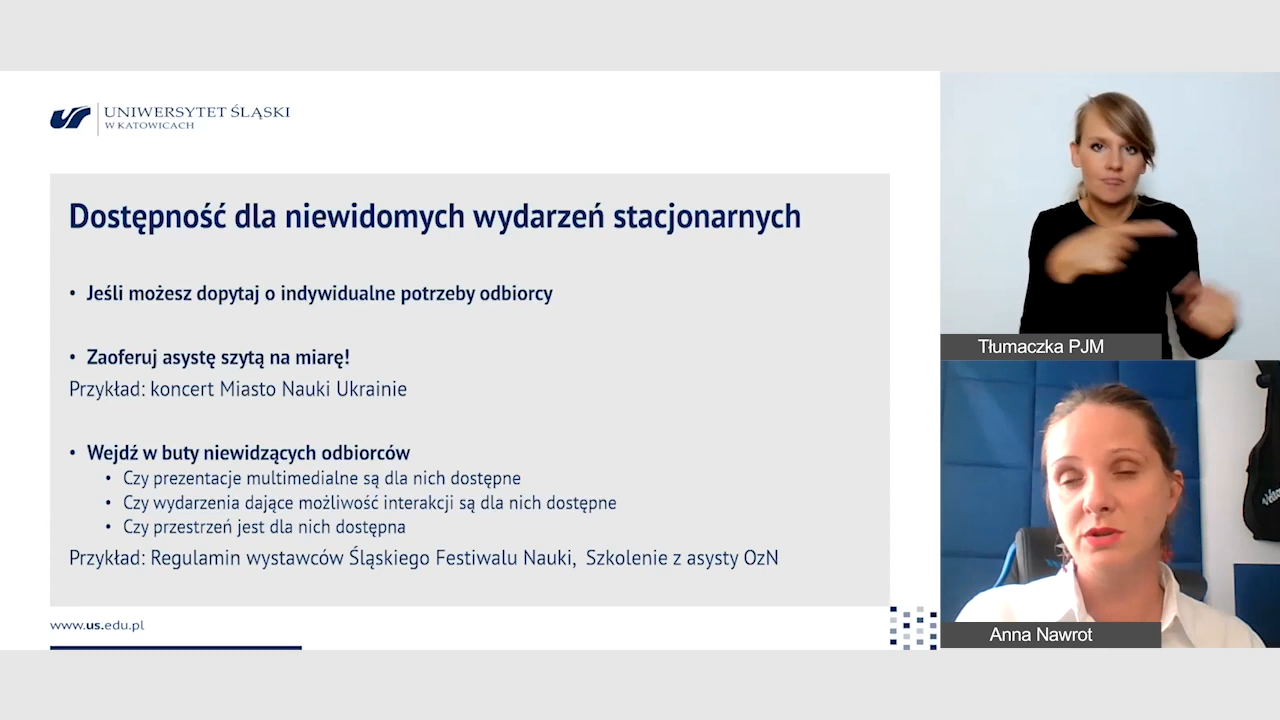 UNIWERSYTET ŚLĄSKI
W KATOWICACH
Dostępność dla niewidomych wydarzeń stacjonarnych
• Jeśli możesz dopytaj o indywidualne potrzeby odbiorcy
• Zaoferuj asystę szytą na miarę!
Przykład: koncert Miasto Nauki Ukrainie
• Wejdź w buty niewidzących odbiorców
• Czy prezentacje multimedialne są dla nich dostępne
• Czy wydarzenia dające możliwość interakcji są dla nich dostępne
• Czy przestrzeń jest dla nich dostępna
Przykład: Regulamin wystawców Śląskiego Festiwalu Nauki, Szkolenie z asysty OzN
www.us.edu.pl
Tłumaczka PJM
Anna Nawrot